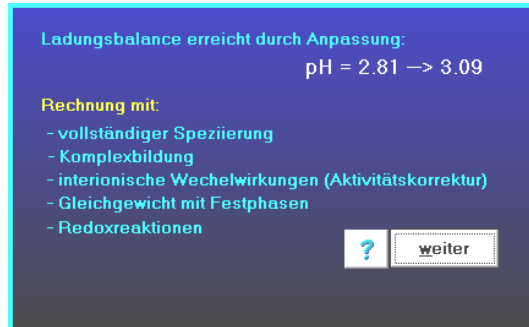 Ladungsbalance erreicht durch Anpassung:
pH = 2.81 —> 3.09
Rechnung mit:
- vollständiger Speziierung
- Komplexbildung
- interionische Wechelwirkungen (Aktivitätskorrektur)
- Gleichgewicht mit Festphasen
- Redoxreaktionen
? weiter